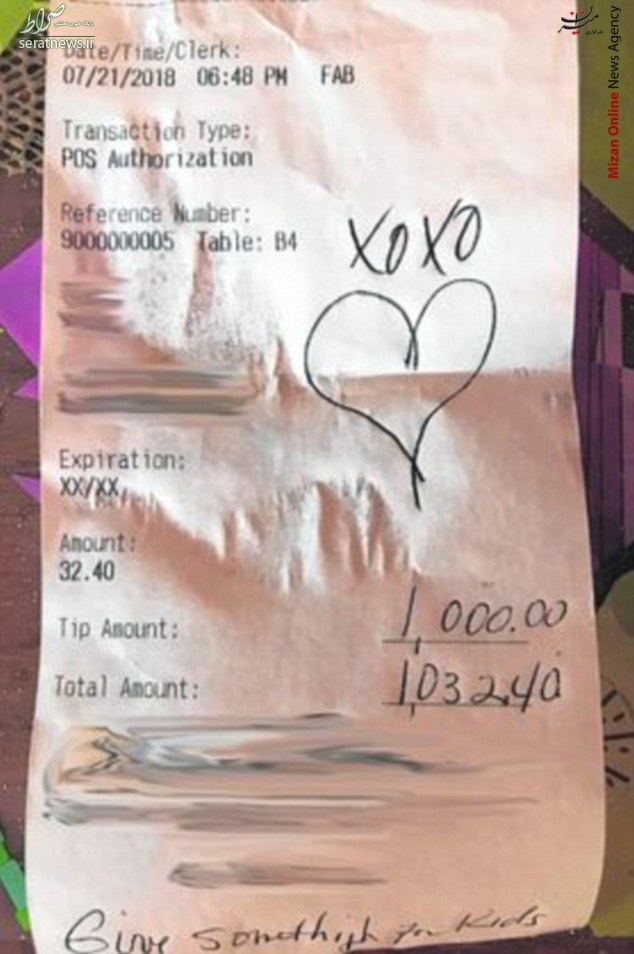 صراط
seratnews.ir
Mizan Online News Agency
Date/Time/Clerk:
07/21/2018 06:48 PM FAB
Transaction Type:
POS Authorization
Reference Number:
9000000005 Table: B4
XOXO
Expiration:
XX/XX
Amount:
32.40
Tip Amount: 1,000.00
Total Amount: 1,032.40
Give somethigh for Kids